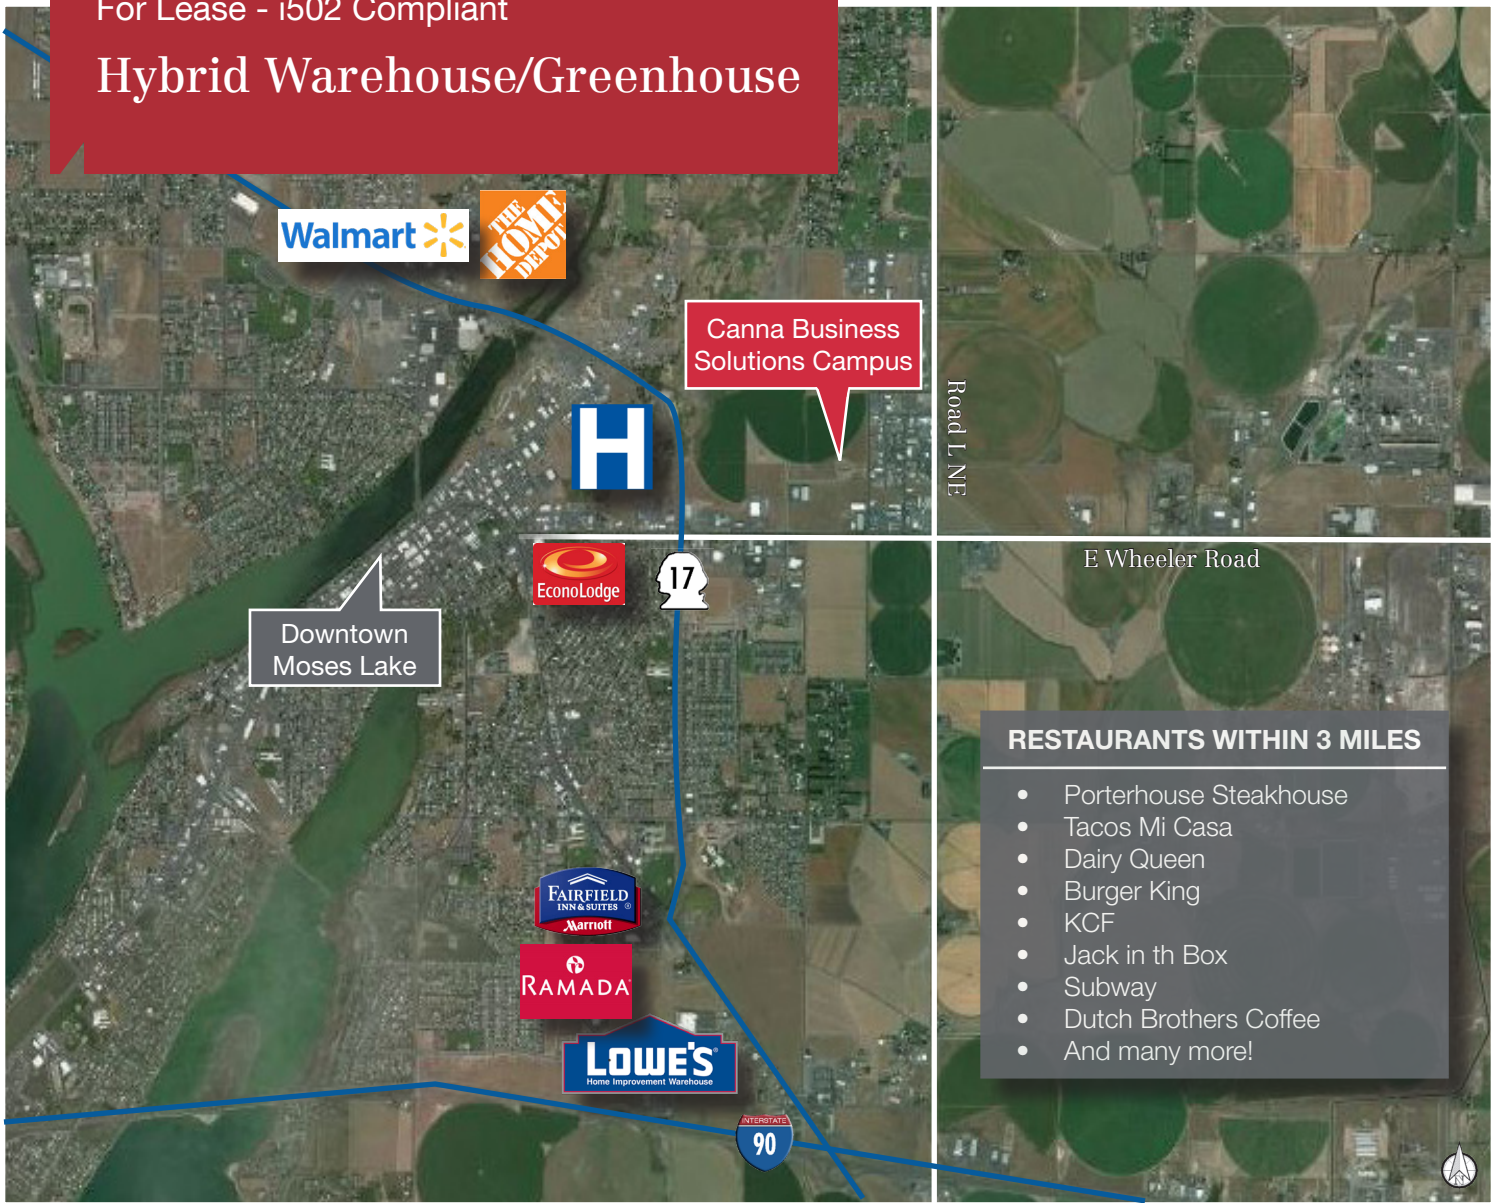 For Lease - i502 Compliant
Hybrid Warehouse/Greenhouse
Walmart
THE
HOME
DEPOT
Canna Business
Solutions Campus
H
Road L NE
E Wheeler Road
EconoLodge
17
Downtown
Moses Lake
RESTAURANTS WITHIN 3 MILES
• Porterhouse Steakhouse
• Tacos Mi Casa
• Dairy Queen
• Burger King
• KCF
• Jack in th Box
• Subway
• Dutch Brothers Coffee
• And many more!
FAIRFIELD
INN & SUITES ®
Marriott
RAMADA
LOWE'S®
Home Improvement Warehouse
INTERSTATE
90
N